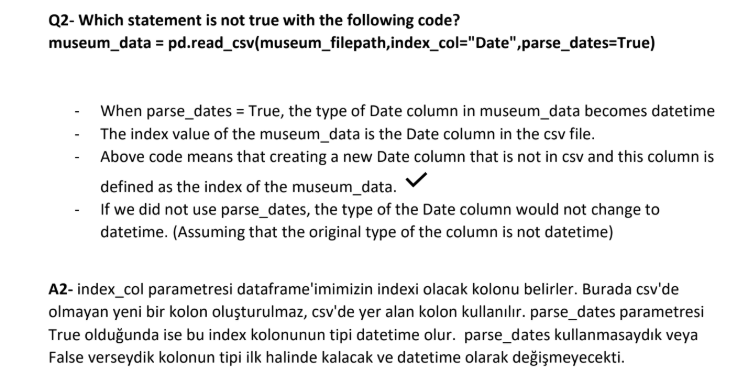 Q2- Which statement is not true with the following code?
museum_data = pd.read_csv(museum_filepath,index_col="Date",parse_dates=True)
- When parse_dates = True, the type of Date column in museum_data becomes datetime
- The index value of the museum_data is the Date column in the csv file.
- Above code means that creating a new Date column that is not in csv and this column is
defined as the index of the museum_data. ✓
- If we did not use parse_dates, the type of the Date column would not change to
datetime. (Assuming that the original type of the column is not datetime)
A2- index_col parametresi dataframe'imimizin indexi olacak kolonu belirler. Burada csv'de
olmayan yeni bir kolon oluşturulmaz, csv'de yer alan kolon kullanılır. parse_dates parametresi
True olduğunda ise bu index kolonunun tipi datetime olur. parse_dates kullanmasaydık veya
False verseydik kolonun tipi ilk halinde kalacak ve datetime olarak değişmeyecekti.